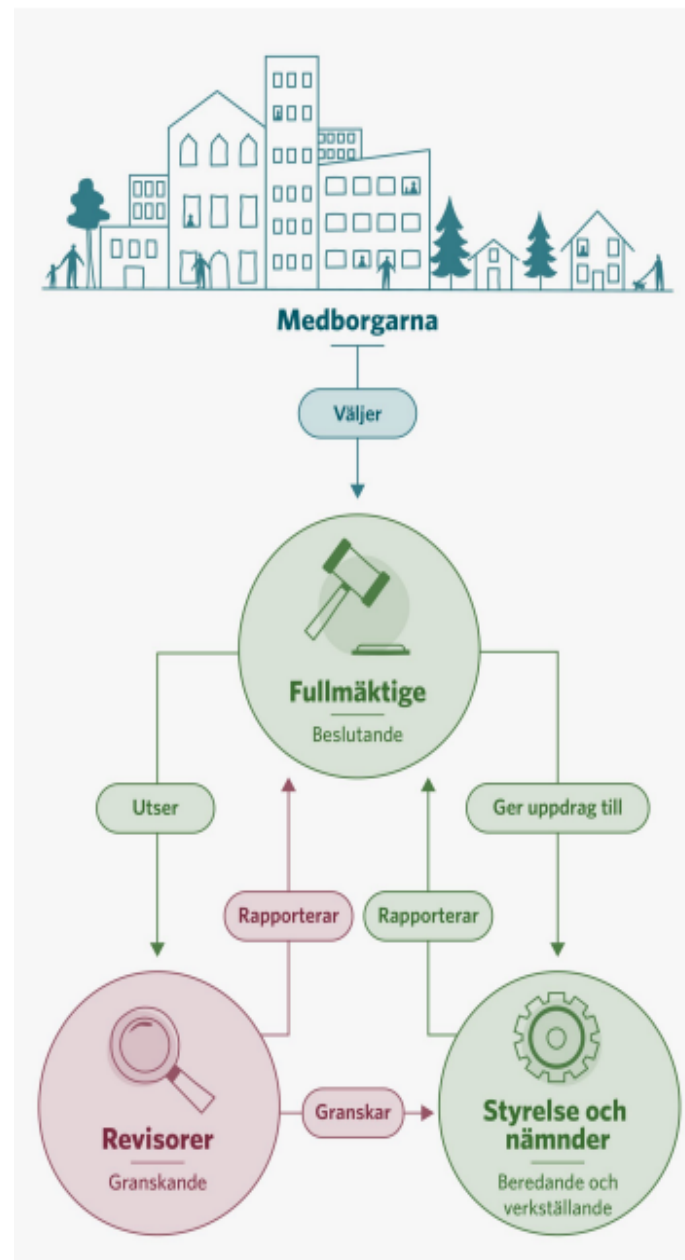 Medborgarna
Väljer
Fullmäktige
Beslutande
Utser
Ger uppdrag till
Rapporterar
Rapporterar
Revisorer
Granskande
Granskar
Styrelse och
nämnder
Beredande och
verkställande